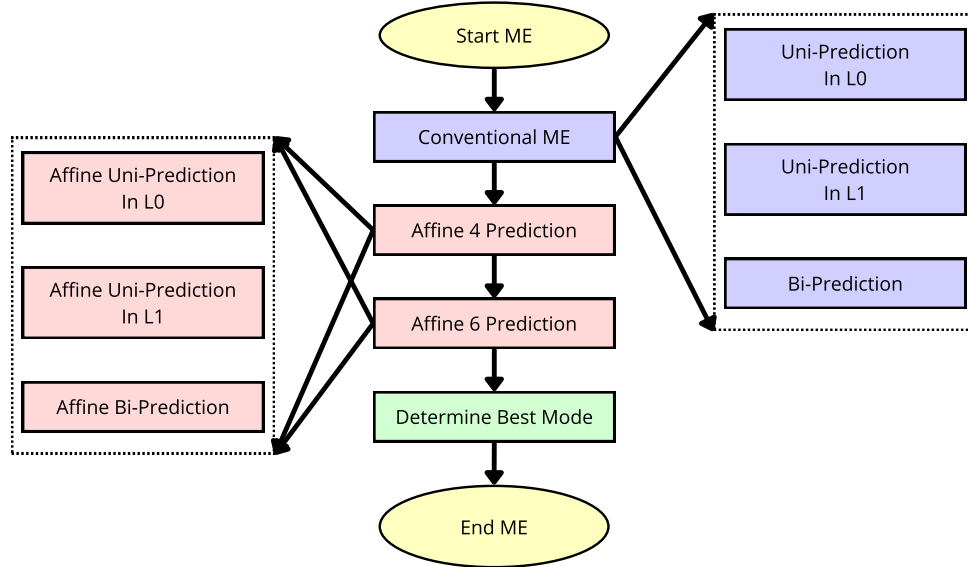 Start ME
Conventional ME
Affine 4 Prediction
Affine 6 Prediction
Determine Best Mode
End ME
Affine Uni-Prediction
In L0
Affine Uni-Prediction
In L1
Affine Bi-Prediction
Uni-Prediction
In L0
Uni-Prediction
In L1
Bi-Prediction